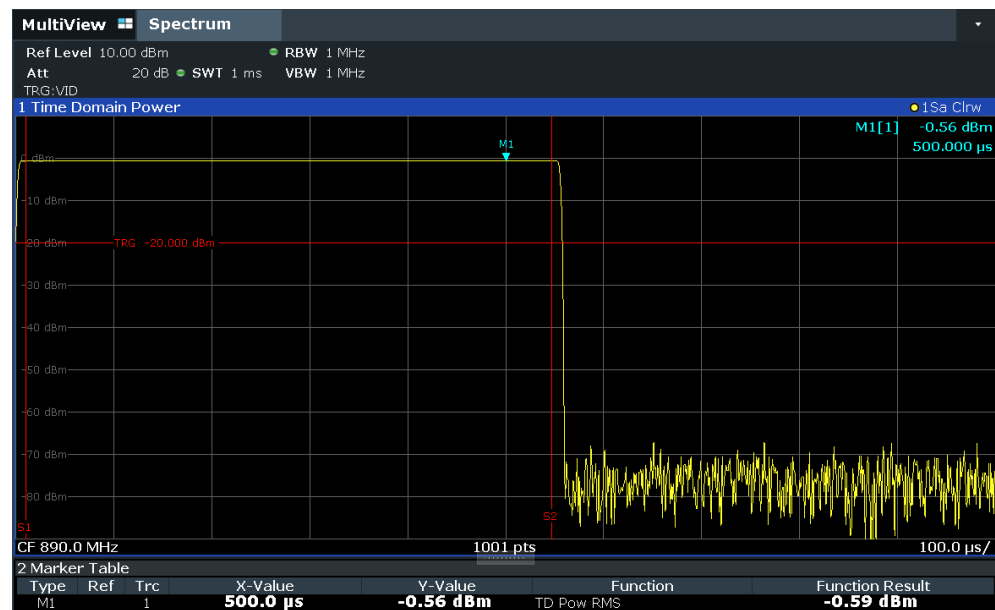 MultiView Spectrum
Ref Level 10.00 dBm RBW 1 MHz
Att 20 dB SWT 1 ms VBW 1 MHz
TRG:VID
1 Time Domain Power 1Sa Clrw
M1[1] -0.56 dBm
500.000 µs
M1
0 dBm
-10 dBm
-20 dBm TRG -20.000 dBm
-30 dBm
-40 dBm
-50 dBm
-60 dBm
-70 dBm
-80 dBm
S1 S2
CF 890.0 MHz 1001 pts 100.0 µs/
2 Marker Table
Type Ref Trc X-Value Y-Value Function Function Result
M1 1 500.0 µs -0.56 dBm TD Pow RMS -0.59 dBm